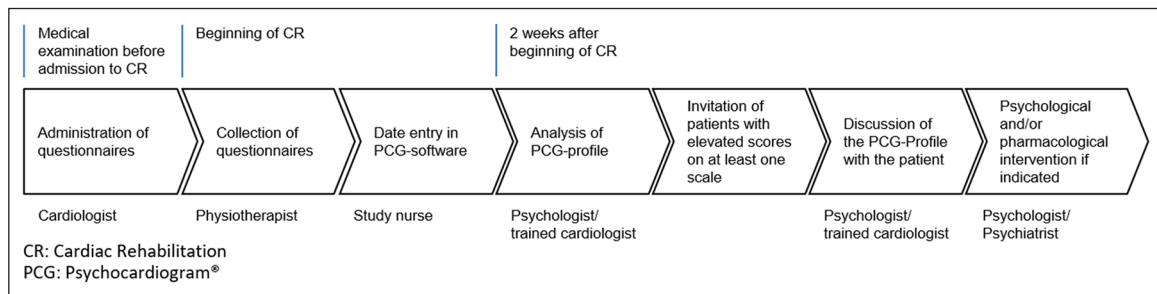 Medical
examination before
admission to CR
Beginning of CR
2 weeks after
beginning of CR
Administration of
questionnaires
Collection of
questionnaires
Date entry in
PCG-software
Analysis of
PCG-profile
Invitation of
patients with
elevated scores
on at least one
scale
Discussion of
the PCG-Profile
with the patient
Psychological
and/or
pharmacological
intervention if
indicated
Cardiologist
Physiotherapist
Study nurse
Psychologist/
trained cardiologist
Psychologist/
trained cardiologist
Psychologist/
Psychiatrist
CR: Cardiac Rehabilitation
PCG: Psychocardiogram®